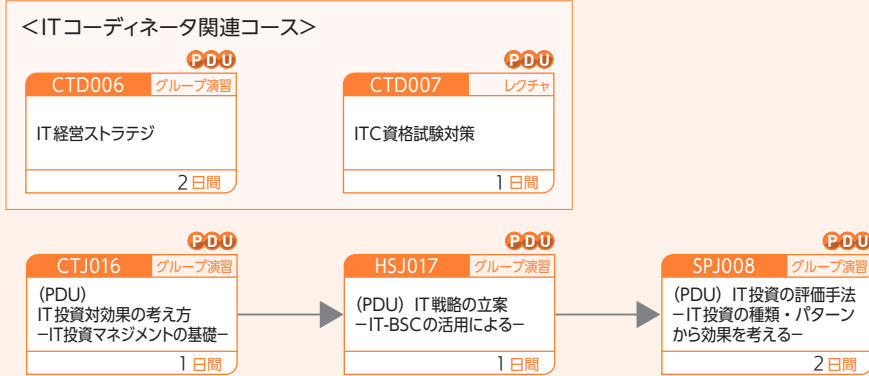 <ITコーディネータ関連コース>
PDU
CTD006 グループ演習
IT経営ストラテジ
2日間
PDU
CTD007 レクチャ
ITC資格試験対策
1日間
PDU
CTJ016 グループ演習
(PDU)
IT投資対効果の考え方
−IT投資マネジメントの基礎−
1日間
PDU
HSJ017 グループ演習
(PDU) IT戦略の立案
−IT-BSCの活用による−
1日間
PDU
SPJ008 グループ演習
(PDU) IT投資の評価手法
−IT投資の種類・パターン
から効果を考える−
2日間